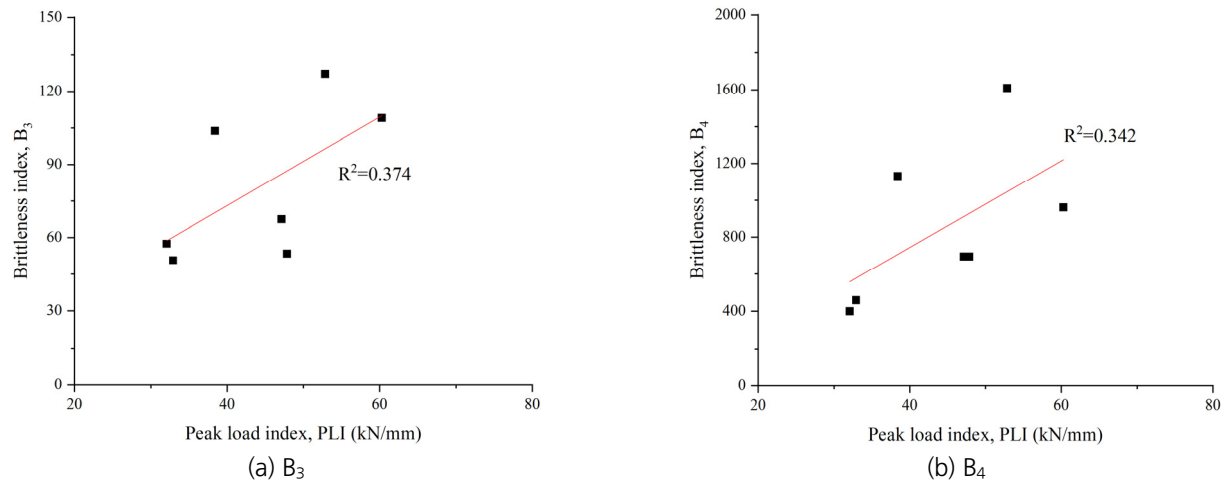 150
120
90
60
30
0
Brittleness index, B₃
R²=0.374
20
40
60
80
Peak load index, PLI (kN/mm)
(a) B₃
2000
1600
1200
800
400
0
Brittleness index, B₄
R²=0.342
20
40
60
80
Peak load index, PLI (kN/mm)
(b) B₄